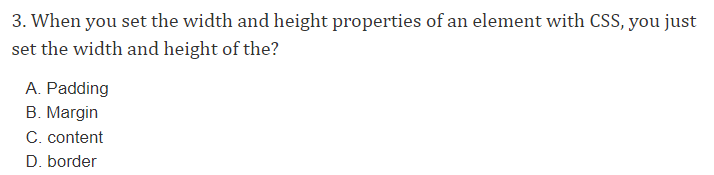 3. When you set the width and height properties of an element with CSS, you just
set the width and height of the?
A. Padding
B. Margin
C. content
D. border